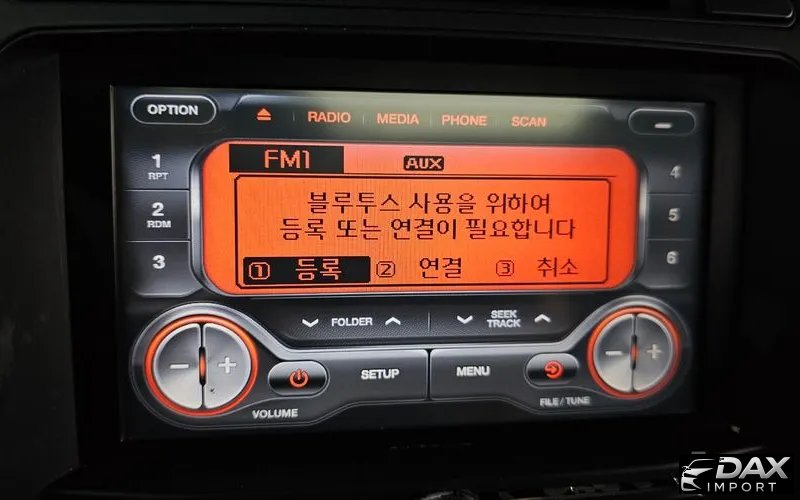 OPTION RADIO MEDIA PHONE SCAN
1 RPT
2 RDM
3
4
5
6
FM1 AUX
블루투스 사용을 위하여
등록 또는 연결이 필요합니다
① 등록 ② 연결 ③ 취소
FOLDER SEEK TRACK
− + VOLUME SETUP MENU FILE / TUNE − +
DAX
IMPORT